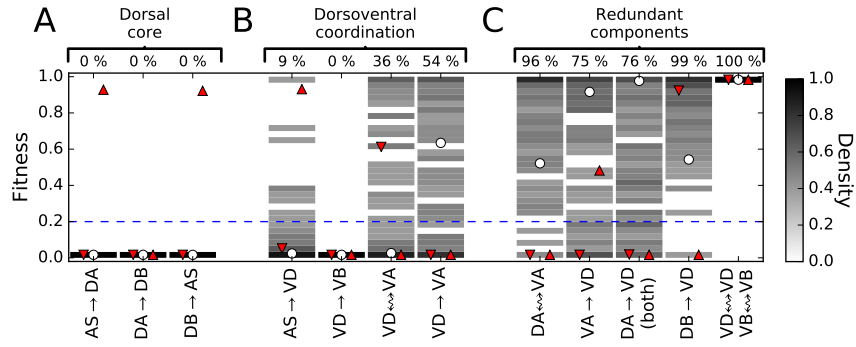 A
Dorsal
core
B
Dorsoventral
coordination
C
Redundant
components
0 % 0 % 0 % 9 % 0 % 36 % 54 % 96 % 75 % 76 % 99 % 100 %
Fitness
1.0
0.8
0.6
0.4
0.2
0.0
1.0
0.8
0.6
0.4
0.2
0.0
Density
AS → DA
DA → DB
DB → AS
AS → VD
VD → VB
VD ↭ VA
VD → VA
DA ↭ VA
VA → VD
DA → VD
(both)
DB → VD
VD ↭ VD
VB ↭ VB